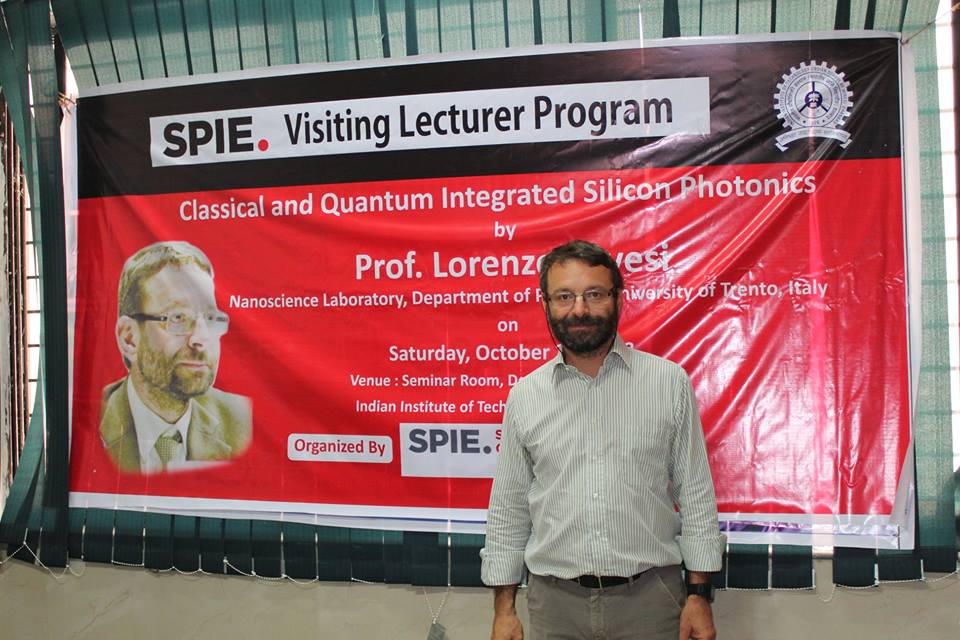 SPIE. Visiting Lecturer Program
Classical and Quantum Integrated Silicon Photonics
by
Prof. Lorenzo
Nanoscience Laboratory, Department of University of Trento, Italy
on
Saturday, October
Venue : Seminar Room,
Indian Institute of
Organized By
SPIE.